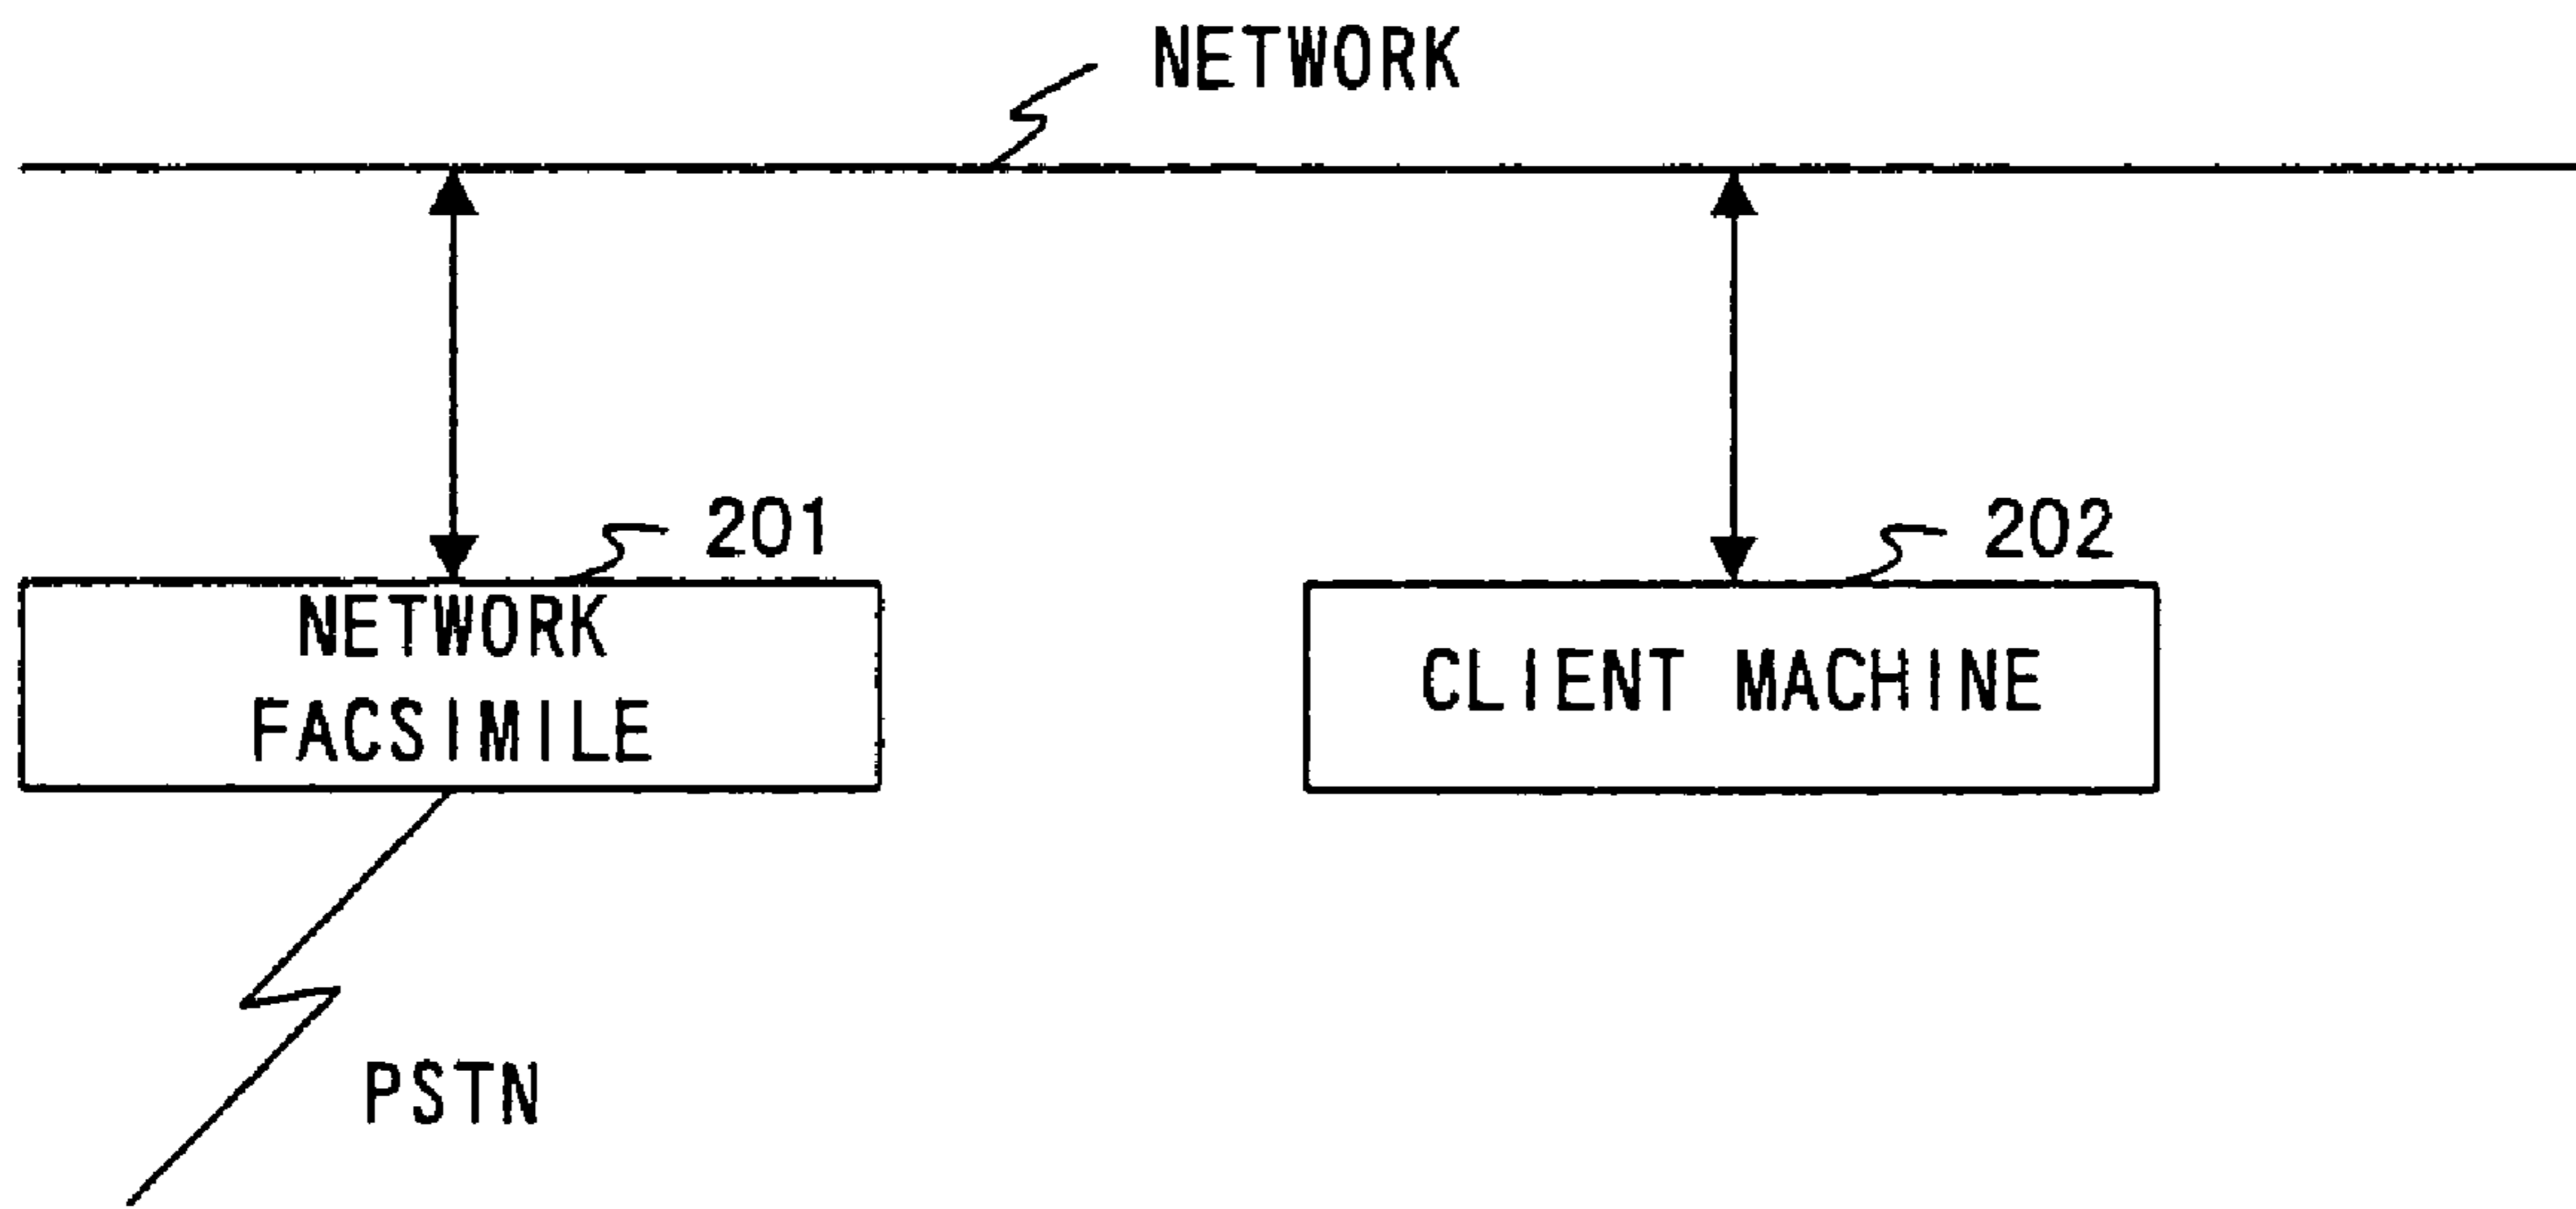 NETWORK
201
202
NETWORK
FACSIMILE
CLIENT MACHINE
PSTN